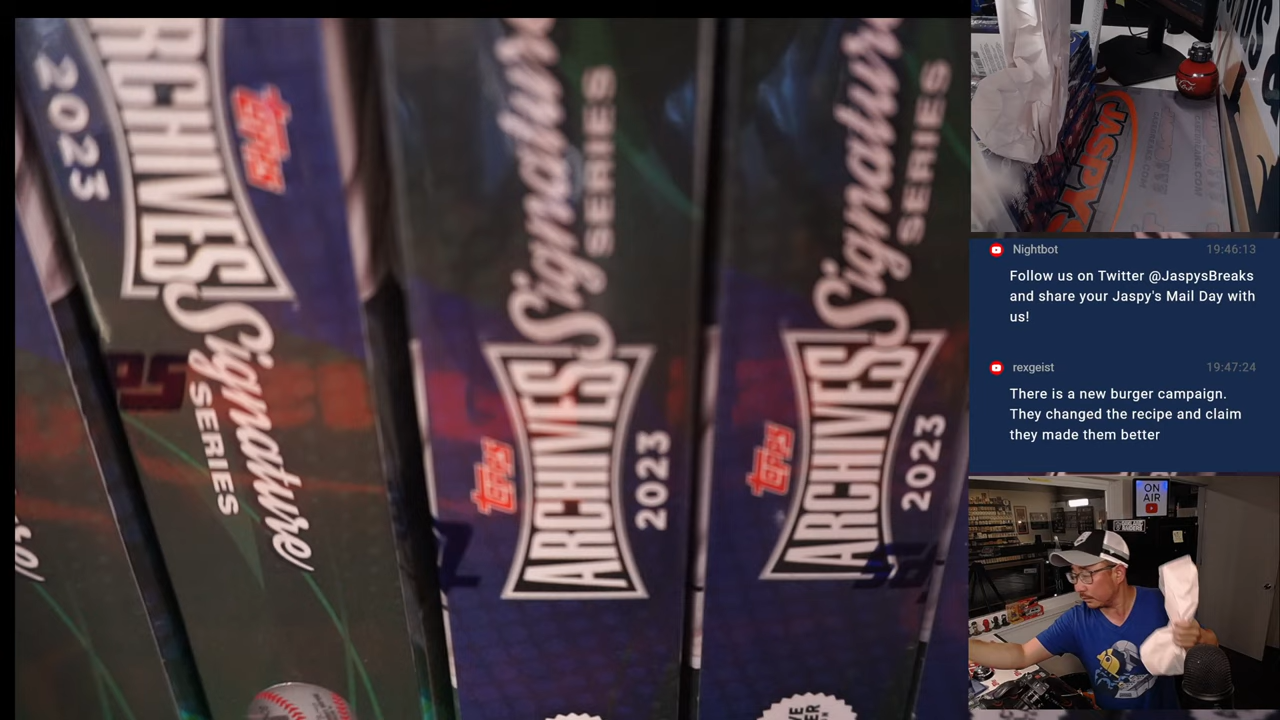 2023
ARCHIVES
Topps
Signature
SERIES
Signature
SERIES
Topps
ARCHIVES
2023
Signature
SERIES
Topps
ARCHIVES
2023
JASPY'S
Nightbot
19:46:13
Follow us on Twitter @JaspysBreaks
and share your Jaspy's Mail Day with
us!
rexgeist
19:47:24
There is a new burger campaign.
They changed the recipe and claim
they made them better
ON
AIR